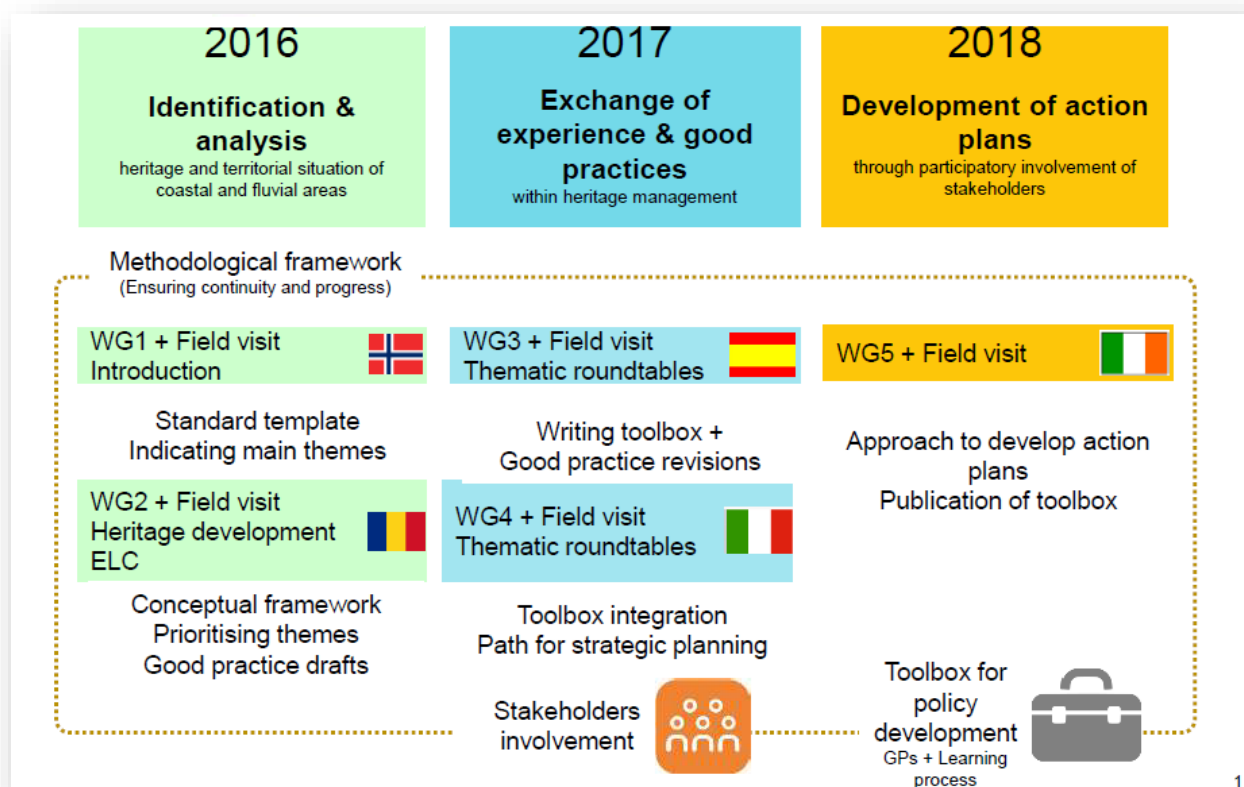 2016
Identification &
analysis
heritage and territorial situation of
coastal and fluvial areas
2017
Exchange of
experience & good
practices
within heritage management
2018
Development of action
plans
through participatory involvement of
stakeholders
Methodological framework
(Ensuring continuity and progress)
WG1 + Field visit
Introduction
Standard template
Indicating main themes
WG2 + Field visit
Heritage development
ELC
Conceptual framework
Prioritising themes
Good practice drafts
WG3 + Field visit
Thematic roundtables
Writing toolbox +
Good practice revisions
WG4 + Field visit
Thematic roundtables
Toolbox integration
Path for strategic planning
Stakeholders
involvement
WG5 + Field visit
Approach to develop action
plans
Publication of toolbox
Toolbox for
policy
development
GPs + Learning
process
1